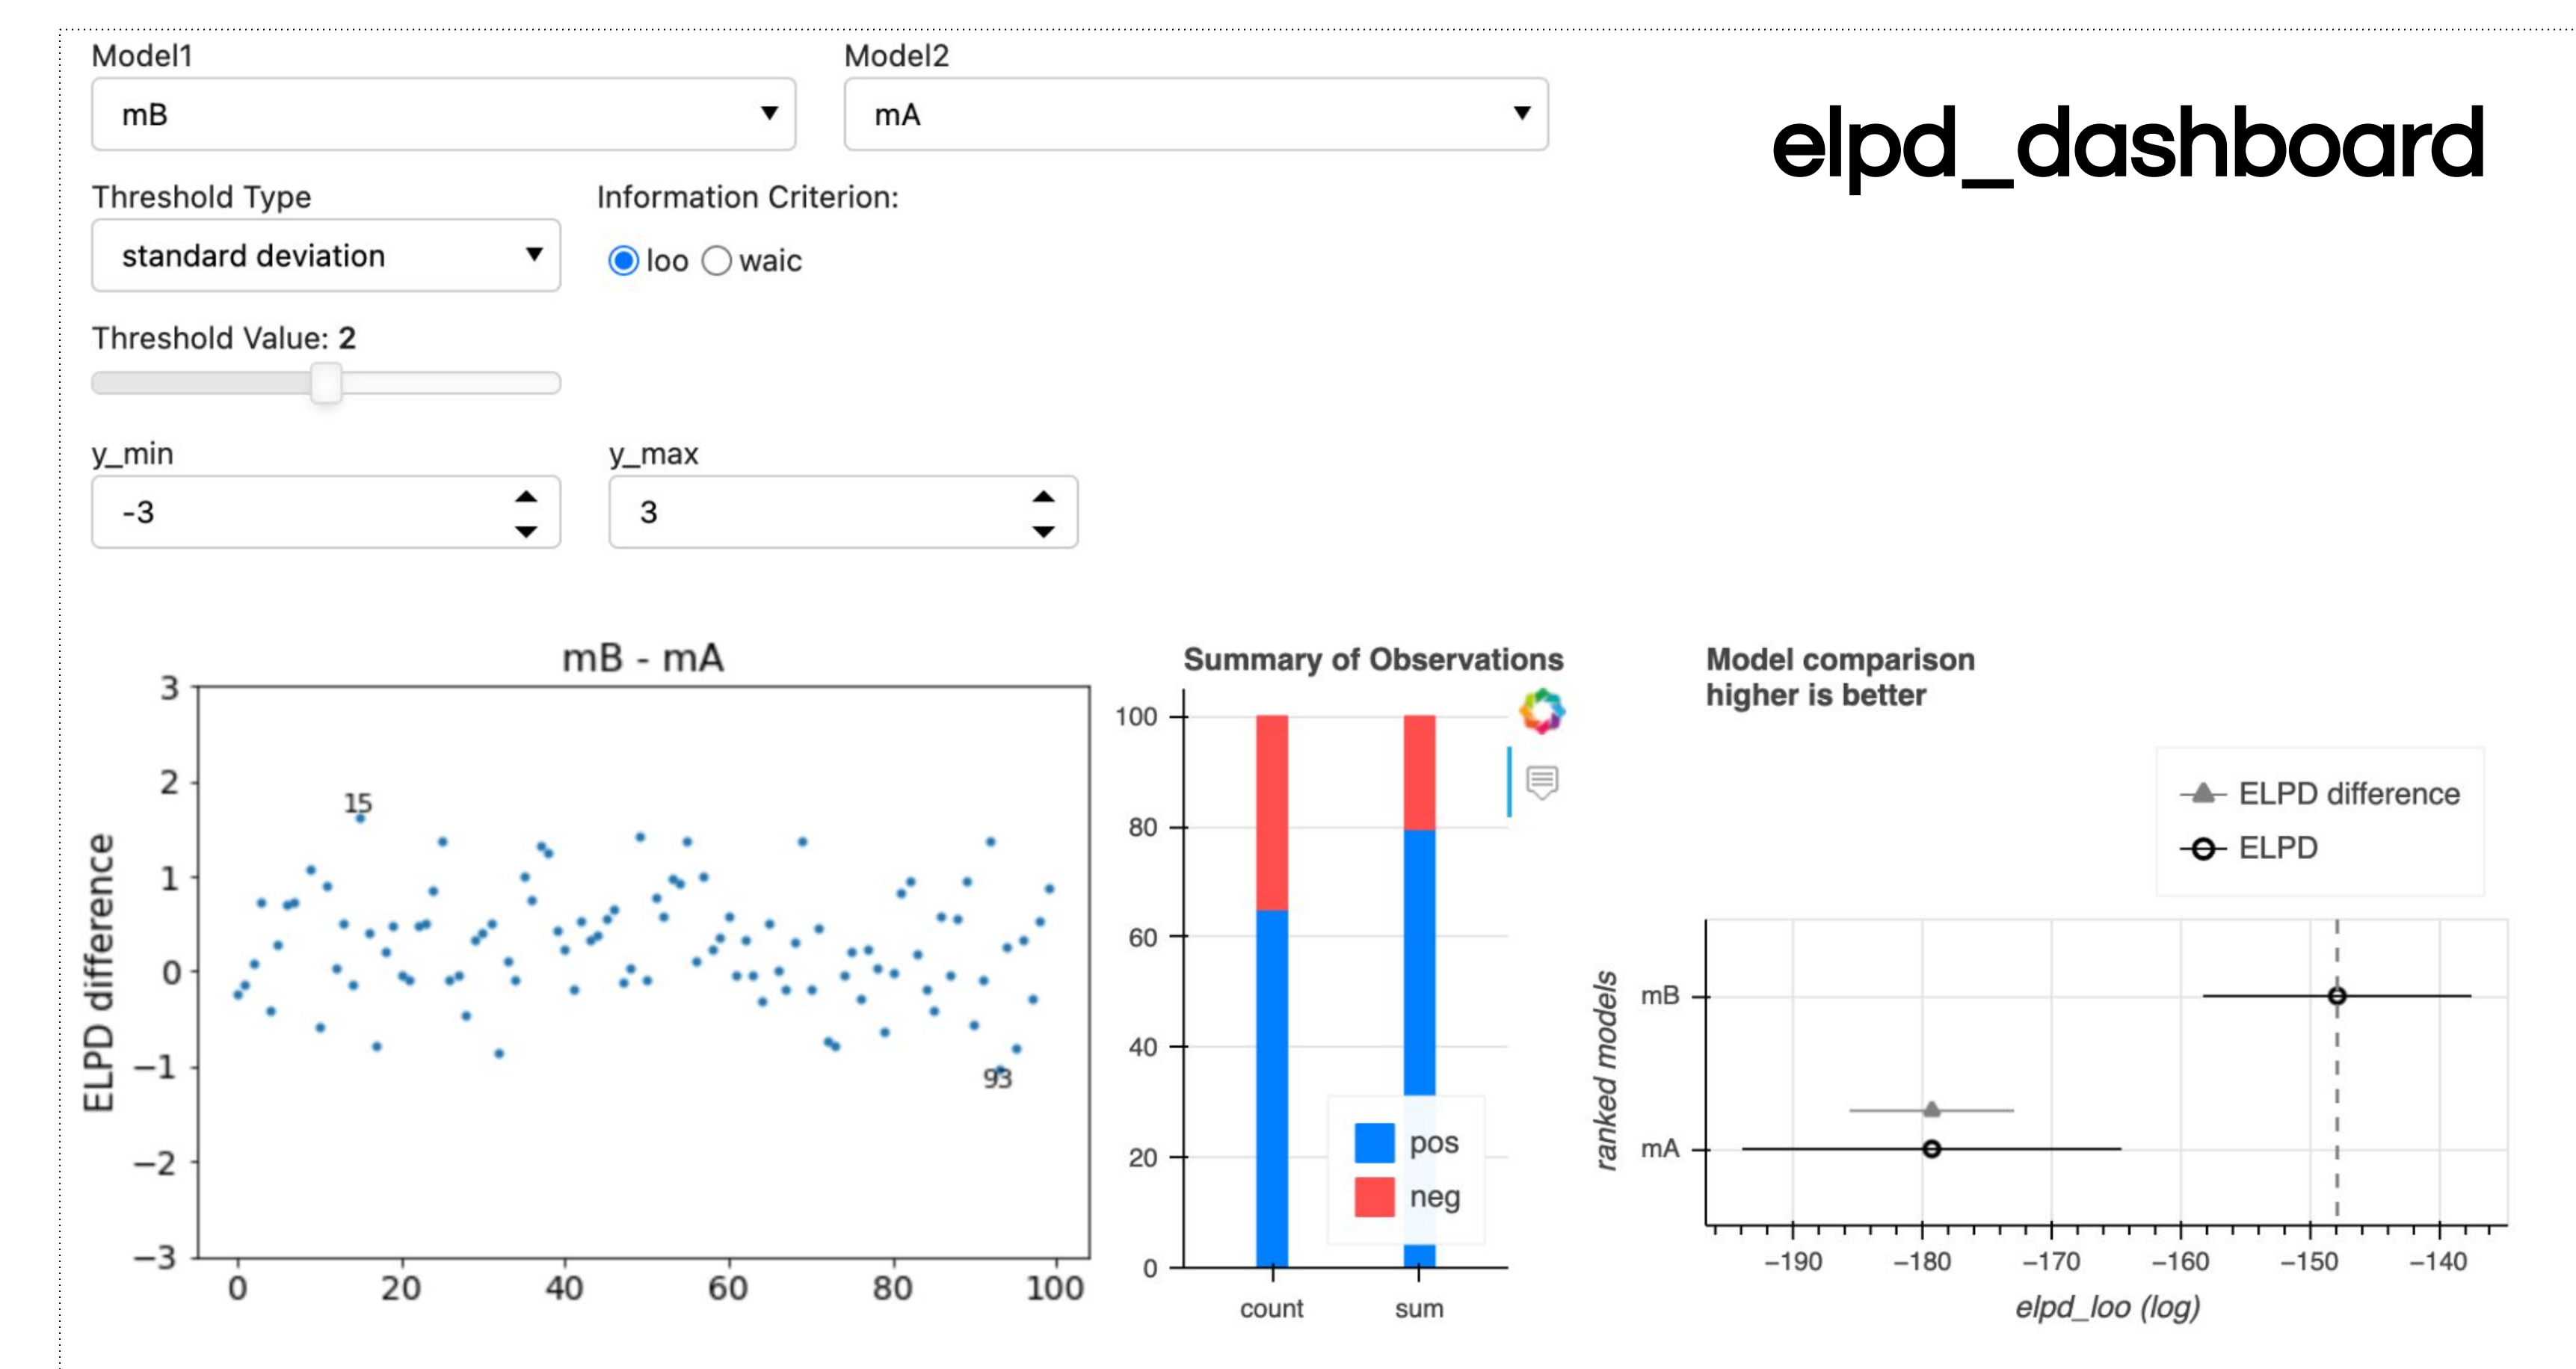 Model1
Model2
mB
mA
elpd_dashboard
Threshold Type
Information Criterion:
standard deviation
loo
waic
Threshold Value: 2
y_min
y_max
-3
3
mB - mA
ELPD difference
3
2
1
0
−1
−2
−3
15
93
0 20 40 60 80 100
Summary of Observations
100
80
60
40
20
0
pos
neg
count
sum
Model comparison
higher is better
ELPD difference
ELPD
ranked models
mB
mA
−190 −180 −170 −160 −150 −140
elpd_loo (log)